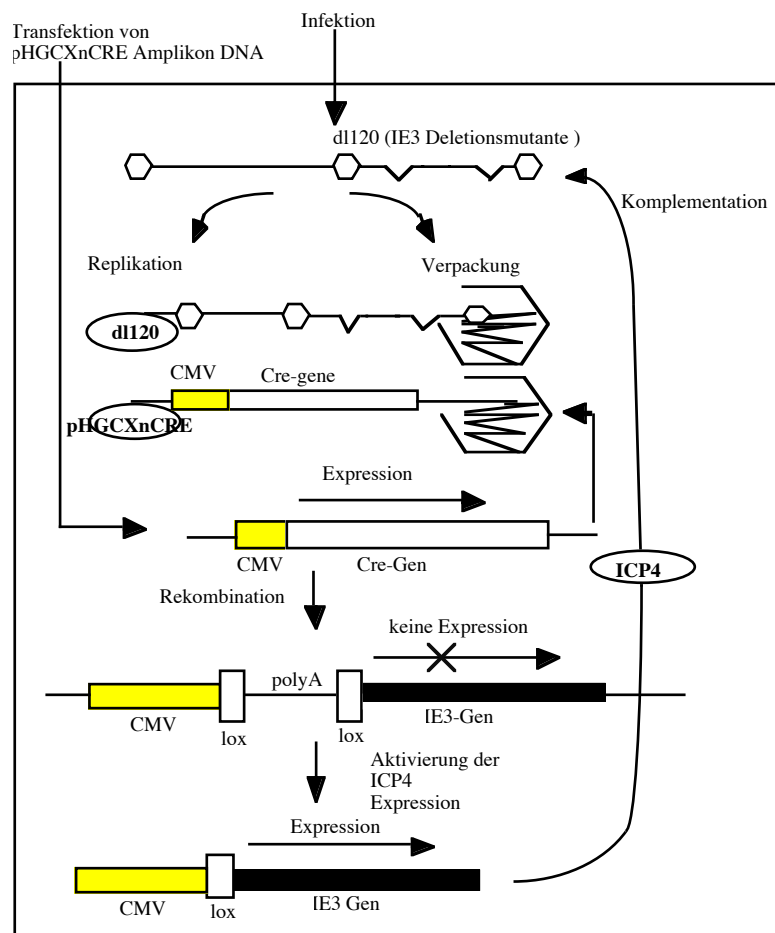 Transfektion von
pHGCXnCRE Amplikon DNA
Infektion
dl120 (IE3 Deletionsmutante )
Komplementation
Replikation
Verpackung
dl120
CMV
Cre-gene
pHGCXnCRE
Expression
CMV
Cre-Gen
ICP4
Rekombination
keine Expression
polyA
CMV
lox
lox
IE3-Gen
Aktivierung der
ICP4
Expression
Expression
CMV
lox
IE3 Gen